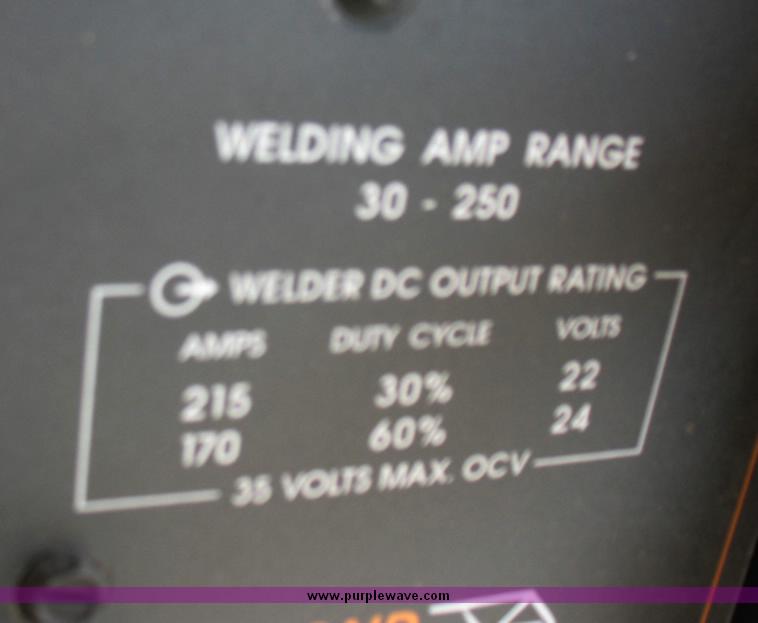 WELDING AMP RANGE
30 - 250
WELDER DC OUTPUT RATING
AMPS DUTY CYCLE VOLTS
215 30% 22
170 60% 24
35 VOLTS MAX. OCV
www.purplewave.com